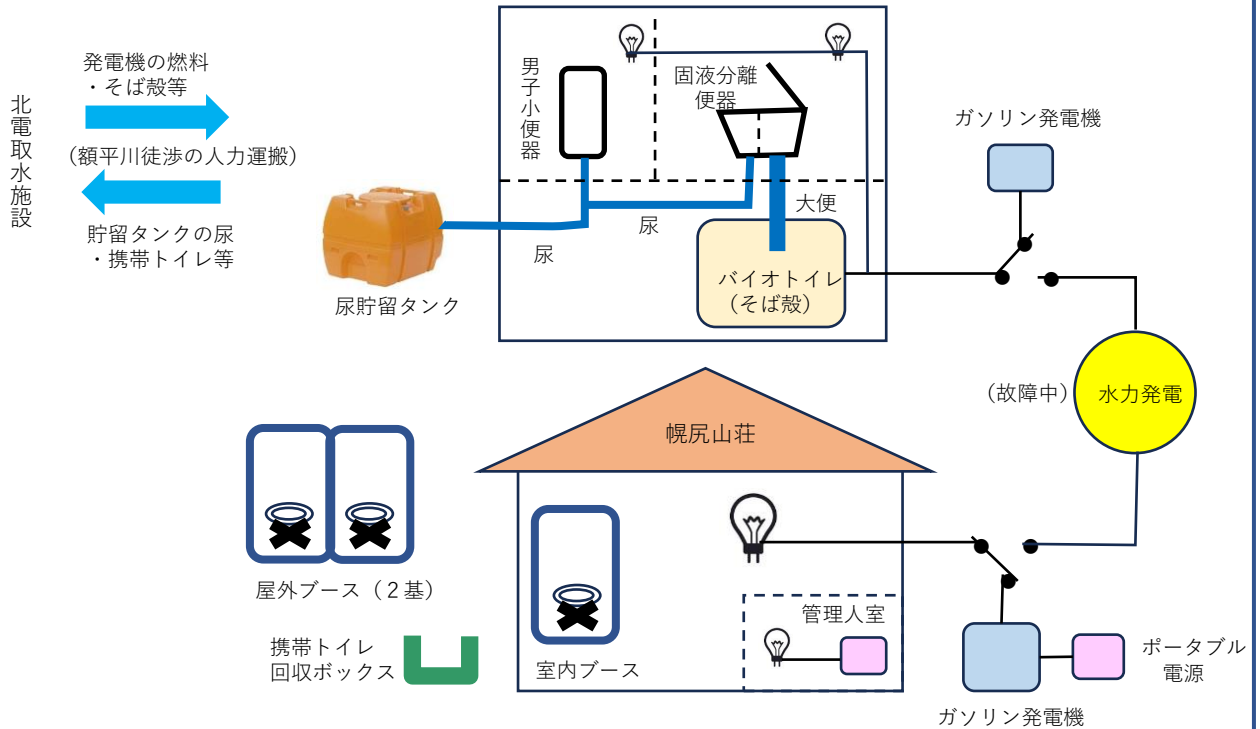 北電取水施設
発電機の燃料
・そば殻等
(額平川徒渉の人力運搬)
貯留タンクの尿
・携帯トイレ等
尿貯留タンク
男子小便器
固液分離
便器
尿
尿
大便
バイオトイレ
(そば殻)
ガソリン発電機
(故障中)
水力発電
幌尻山荘
屋外ブース(2基)
携帯トイレ
回収ボックス
室内ブース
管理人室
ガソリン発電機
ポータブル
電源